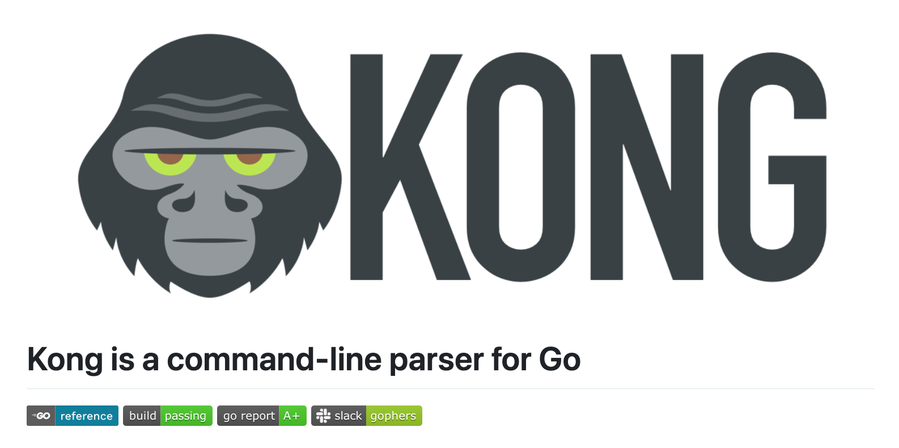 KONG
Kong is a command-line parser for Go
GO reference build passing go report A+ slack gophers